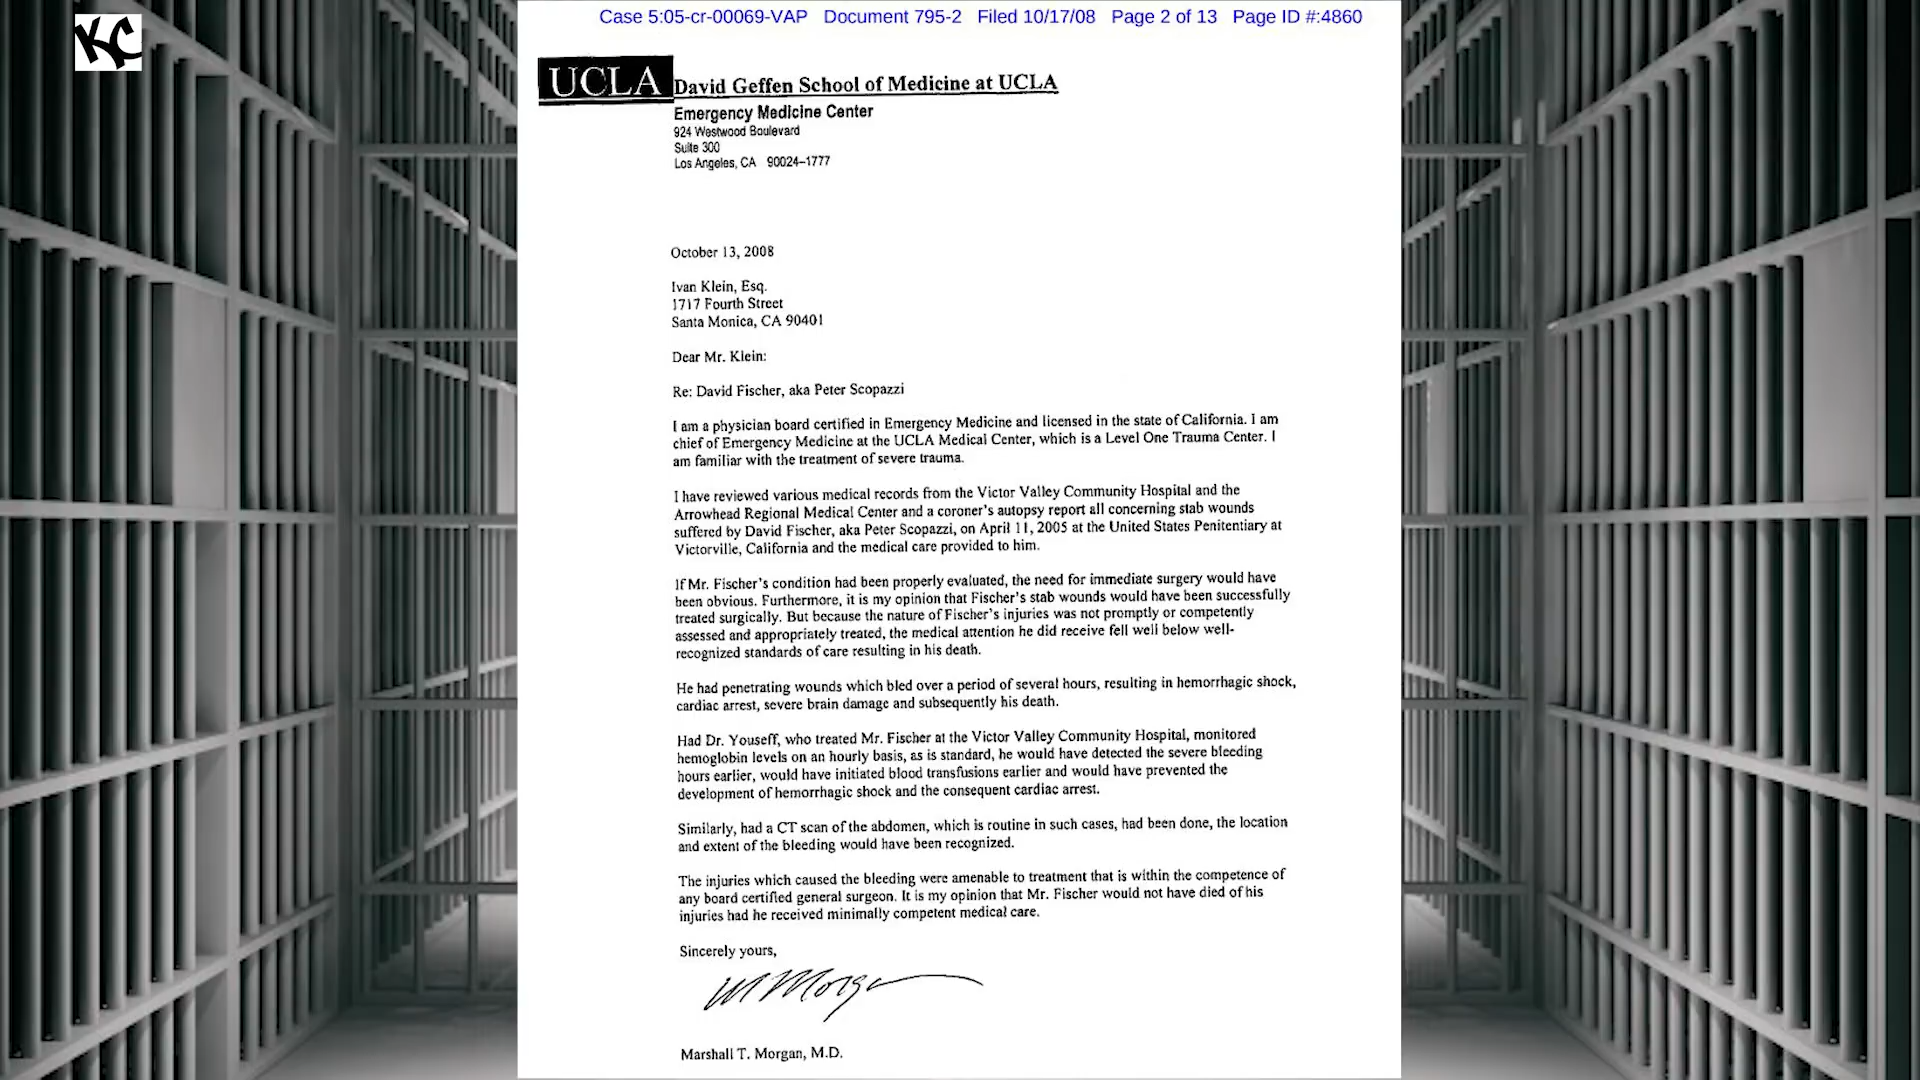 KC
Case 5:05-cr-00069-VAP Document 795-2 Filed 10/17/08 Page 2 of 13 Page ID #:4860
UCLA David Geffen School of Medicine at UCLA
Emergency Medicine Center
924 Westwood Boulevard
Suite 300
Los Angeles, CA 90024-1777
October 13, 2008
Ivan Klein, Esq.
1717 Fourth Street
Santa Monica, CA 90401
Dear Mr. Klein:
Re: David Fischer, aka Peter Scopazzi
I am a physician board certified in Emergency Medicine and licensed in the state of California. I am
chief of Emergency Medicine at the UCLA Medical Center, which is a Level One Trauma Center. I
am familiar with the treatment of severe trauma.
I have reviewed various medical records from the Victor Valley Community Hospital and the
Arrowhead Regional Medical Center and a coroner's autopsy report all concerning stab wounds
suffered by David Fischer, aka Peter Scopazzi, on April 11, 2005 at the United States Penitentiary at
Victorville, California and the medical care provided to him.
If Mr. Fischer's condition had been properly evaluated, the need for immediate surgery would have
been obvious. Furthermore, it is my opinion that Fischer's stab wounds would have been successfully
treated surgically. But because the nature of Fischer's injuries was not promptly or competently
assessed and appropriately treated, the medical attention he did receive fell well below well-
recognized standards of care resulting in his death.
He had penetrating wounds which bled over a period of several hours, resulting in hemorrhagic shock,
cardiac arrest, severe brain damage and subsequently his death.
Had Dr. Youseff, who treated Mr. Fischer at the Victor Valley Community Hospital, monitored
hemoglobin levels on an hourly basis, as is standard, he would have detected the severe bleeding
hours earlier, would have initiated blood transfusions earlier and would have prevented the
development of hemorrhagic shock and the consequent cardiac arrest.
Similarly, had a CT scan of the abdomen, which is routine in such cases, had been done, the location
and extent of the bleeding would have been recognized.
The injuries which caused the bleeding were amenable to treatment that is within the competence of
any board certified general surgeon. It is my opinion that Mr. Fischer would not have died of his
injuries had he received minimally competent medical care.
Sincerely yours,
M Morgan
Marshall T. Morgan, M.D.